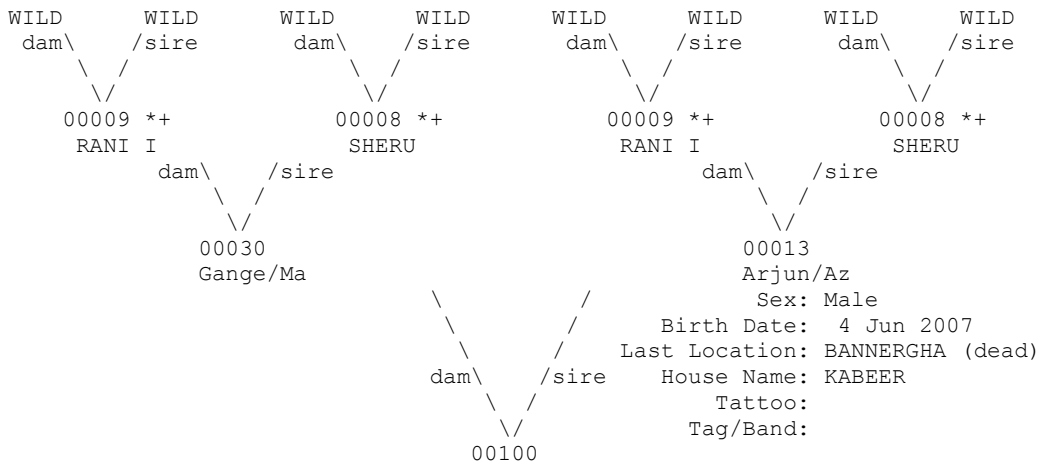 WILD WILD WILD WILD WILD WILD WILD WILD
dam\ /sire dam\ /sire dam\ /sire dam\ /sire
\ / \ / \ / \ /
\/ \/ \/ \/
00009 *+ 00008 *+ 00009 *+ 00008 *+
RANI I SHERU RANI I SHERU
dam\ /sire dam\ /sire
\ / \ /
\/ \/
00030 00013
Gange/Ma Arjun/Az
\ / Sex: Male
\ / Birth Date: 4 Jun 2007
\ / Last Location: BANNERGHA (dead)
dam\ /sire House Name: KABEER
\ / Tattoo:
\/ Tag/Band:
00100